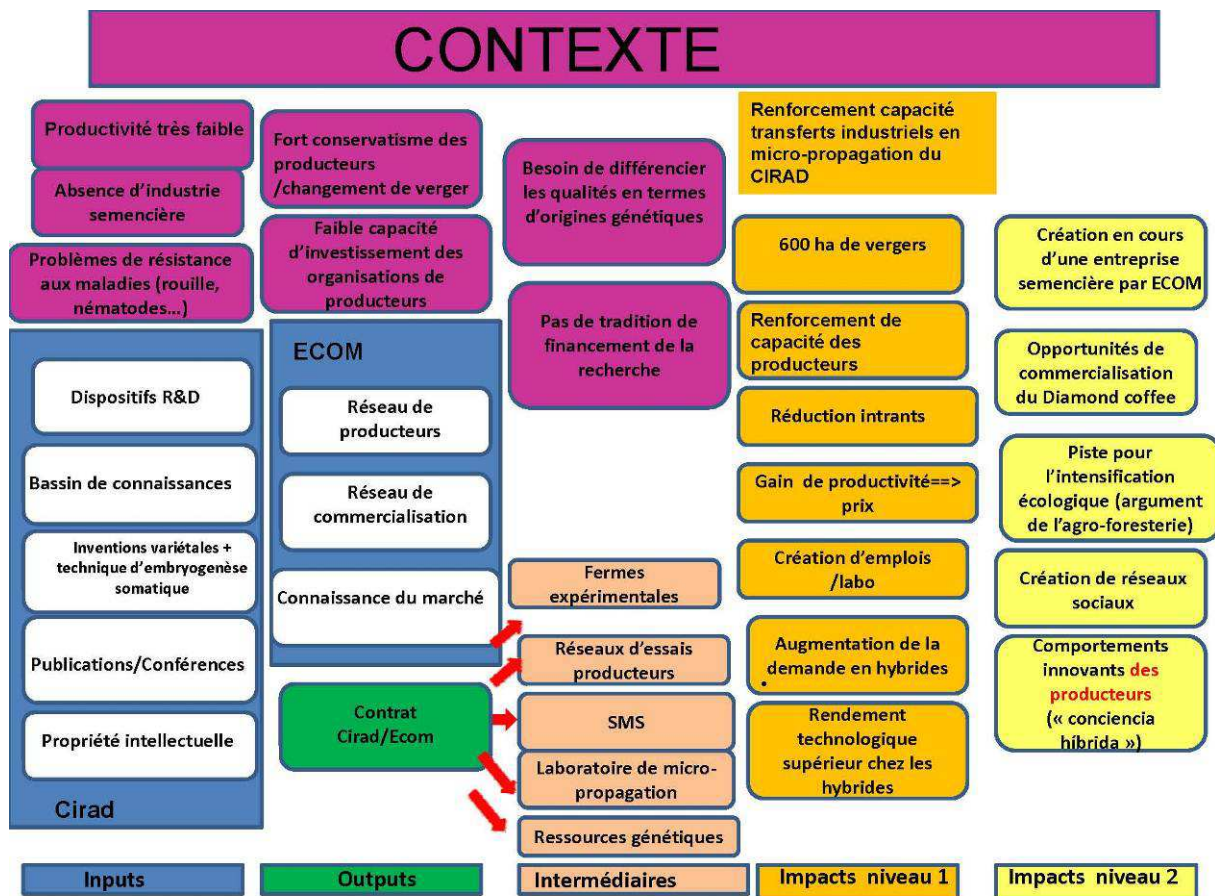 CONTEXTE
Productivité très faible
Absence d'industrie
semencière
Problèmes de résistance
aux maladies (rouille,
nématodes...)
Fort conservatisme des
producteurs
/changement de verger
Faible capacité
d'investissement des
organisations de
producteurs
Besoin de différencier
les qualités en termes
d'origines génétiques
Pas de tradition de
financement de la
recherche
Dispositifs R&D
Bassin de connaissances
Inventions variétales +
technique d'embryogenèse
somatique
Publications/Conférences
Propriété intellectuelle
Cirad
ECOM
Réseau de
producteurs
Réseau de
commercialisation
Connaissance du marché
Contrat
Cirad/Ecom
Fermes
expérimentales
Réseaux d'essais
producteurs
SMS
Laboratoire de micro-
propagation
Ressources génétiques
Renforcement capacité
transferts industriels en
micro-propagation du
CIRAD
600 ha de vergers
Renforcement de
capacité des
producteurs
Réduction intrants
Gain de productivité==>
prix
Création d'emplois
/labo
Augmentation de la
demande en hybrides
.
Rendement
technologique
supérieur chez les
hybrides
Création en cours
d'une entreprise
semencière par ECOM
Opportunités de
commercialisation
du Diamond coffee
Piste pour
l'intensification
écologique (argument
de l'agro-foresterie)
Création de réseaux
sociaux
Comportements
innovants des
producteurs
(« conciencia
híbrida »)
Inputs
Outputs
Intermédiaires
Impacts niveau 1
Impacts niveau 2